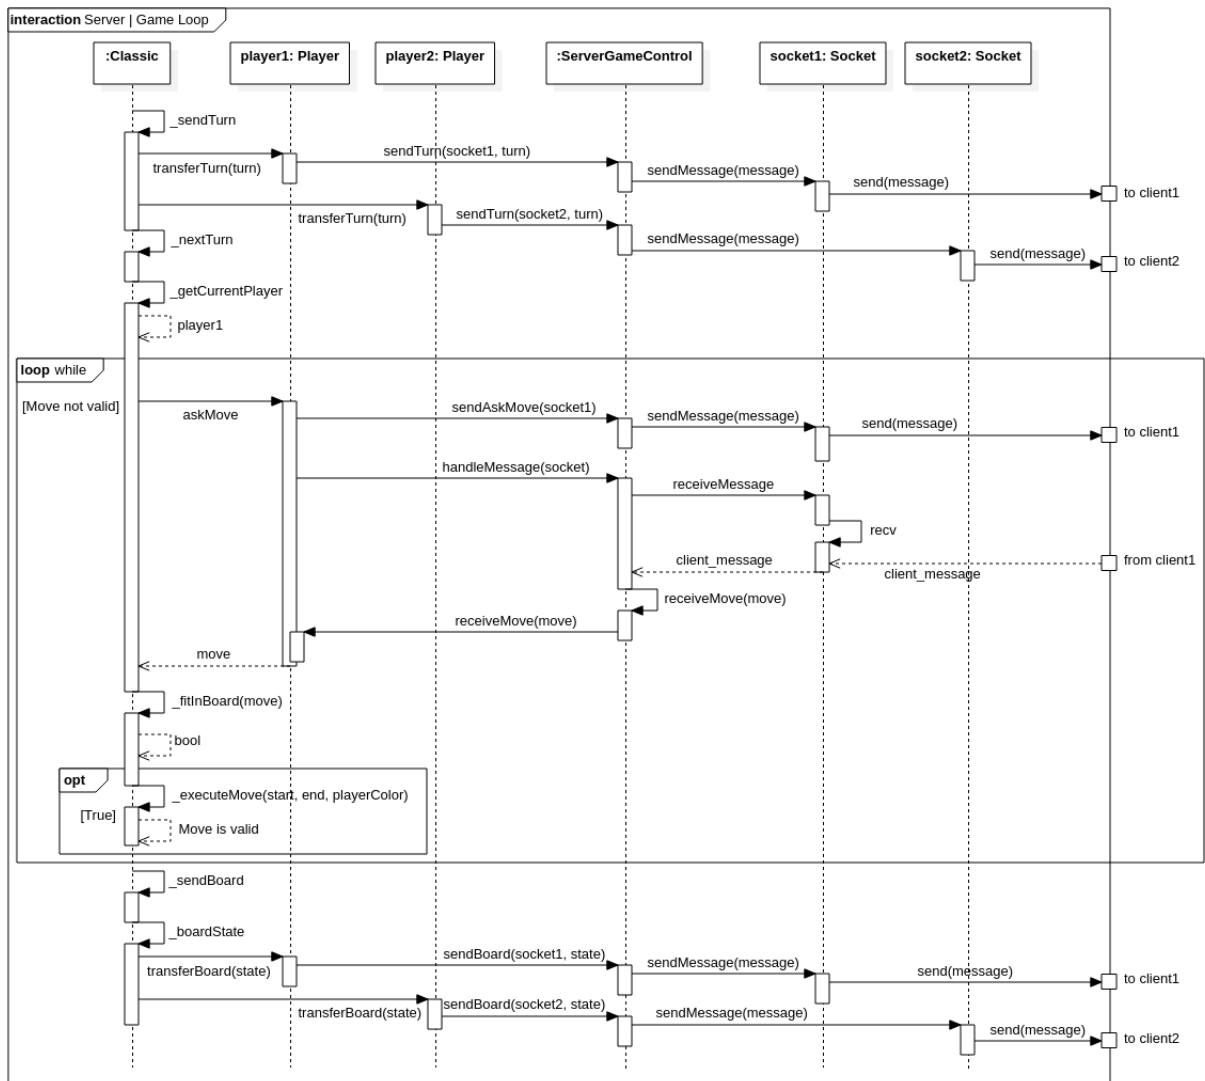 interaction Server | Game Loop
:Classic
player1: Player
player2: Player
:ServerGameControl
socket1: Socket
socket2: Socket
_sendTurn
sendTurn(socket1, turn)
transferTurn(turn)
sendMessage(message)
send(message)
to client1
sendTurn(socket2, turn)
transferTurn(turn)
_nextTurn
sendMessage(message)
send(message)
to client2
_getCurrentPlayer
player1
loop while
[Move not valid]
askMove
sendAskMove(socket1)
sendMessage(message)
send(message)
to client1
handleMessage(socket)
receiveMessage
recv
client_message
client_message
from client1
receiveMove(move)
receiveMove(move)
move
_fitInBoard(move)
bool
opt
_executeMove(start, end, playerColor)
[True]
Move is valid
_sendBoard
_boardState
sendBoard(socket1, state)
transferBoard(state)
sendMessage(message)
send(message)
to client1
sendBoard(socket2, state)
transferBoard(state)
sendMessage(message)
send(message)
to client2